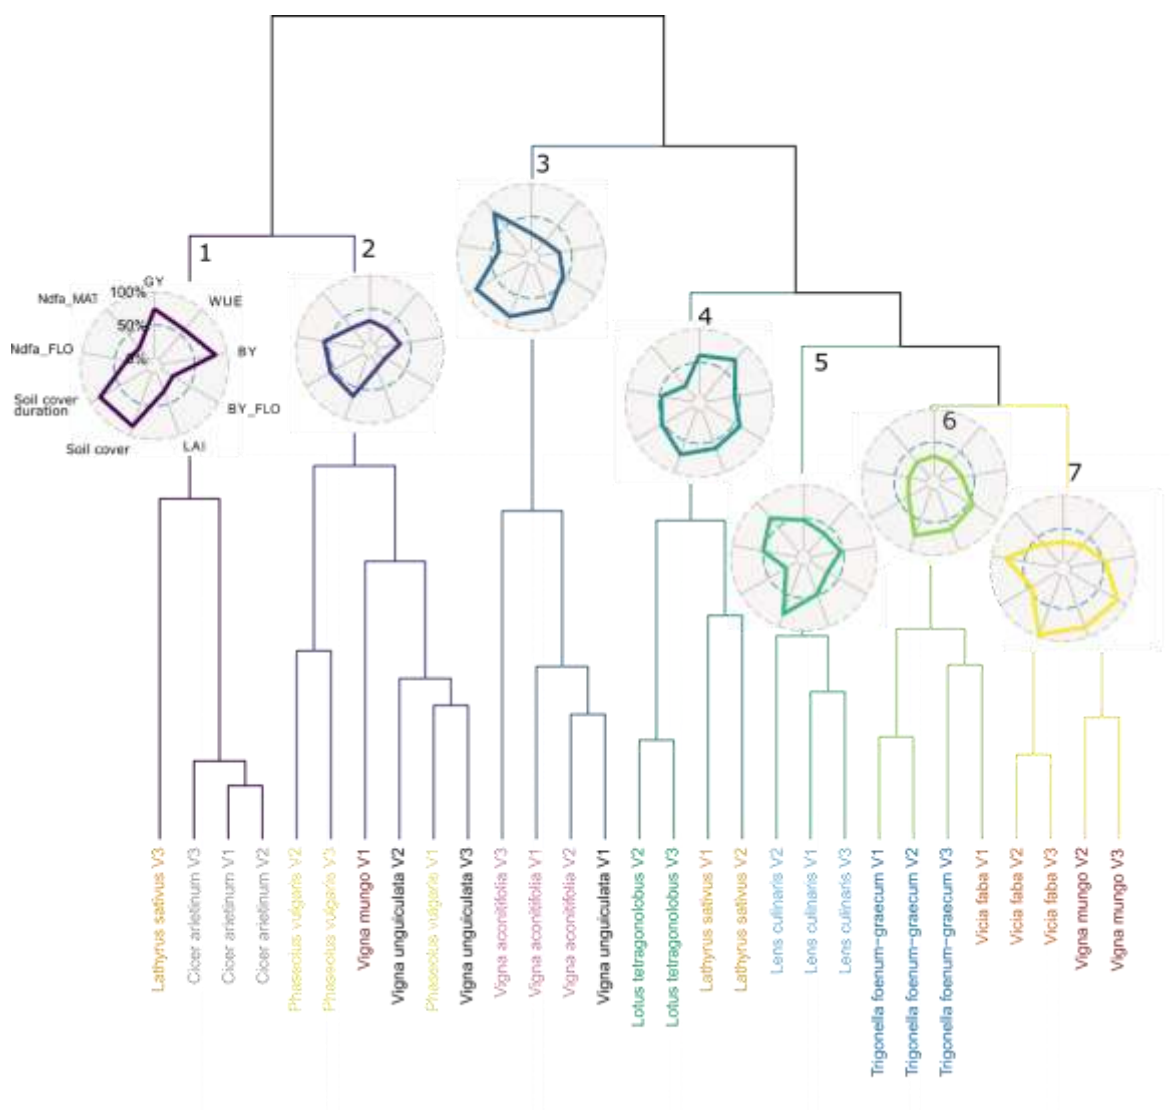 3
1
2
GY
100%
Ndfa_MAT
WUE
4
50%
Ndfa_FLO
BY
0%
5
Soil cover
duration
BY_FLO
6
Soil cover
LAI
7
Lathyrus sativus V3
Cicer arietinum V3
Cicer arietinum V1
Cicer arietinum V2
Phaseolus vulgaris V2
Phaseolus vulgaris V3
Vigna mungo V1
Vigna unguiculata V2
Phaseolus vulgaris V1
Vigna unguiculata V3
Vigna aconitifolia V3
Vigna aconitifolia V1
Vigna aconitifolia V2
Vigna unguiculata V1
Lotus tetragonolobus V2
Lotus tetragonolobus V3
Lathyrus sativus V1
Lathyrus sativus V2
Lens culinaris V2
Lens culinaris V1
Lens culinaris V3
Trigonella foenum−graecum V1
Trigonella foenum−graecum V2
Trigonella foenum−graecum V3
Vicia faba V1
Vicia faba V2
Vicia faba V3
Vigna mungo V2
Vigna mungo V3